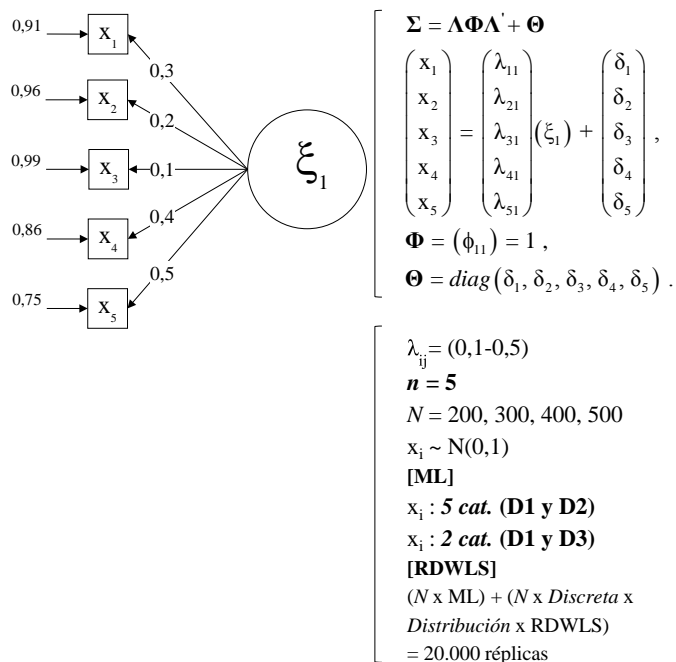 0,91 x₁
0,3
0,96 x₂
0,2
0,99 x₃ 0,1
0,86 x₄
0,4
0,75 x₅
0,5
ξ₁
Σ = ΛΦΛ' + Θ
(x₁ x₂ x₃ x₄ x₅) = (λ₁₁ λ₂₁ λ₃₁ λ₄₁ λ₅₁)(ξ₁) + (δ₁ δ₂ δ₃ δ₄ δ₅) ,
Φ = (ϕ₁₁) = 1 ,
Θ = diag(δ₁, δ₂, δ₃, δ₄, δ₅) .
λᵢⱼ= (0,1-0,5)
n = 5
N = 200, 300, 400, 500
xᵢ ~ N(0,1)
[ML]
xᵢ : 5 cat. (D1 y D2)
xᵢ : 2 cat. (D1 y D3)
[RDWLS]
(N x ML) + (N x Discreta x
Distribución x RDWLS)
= 20.000 réplicas